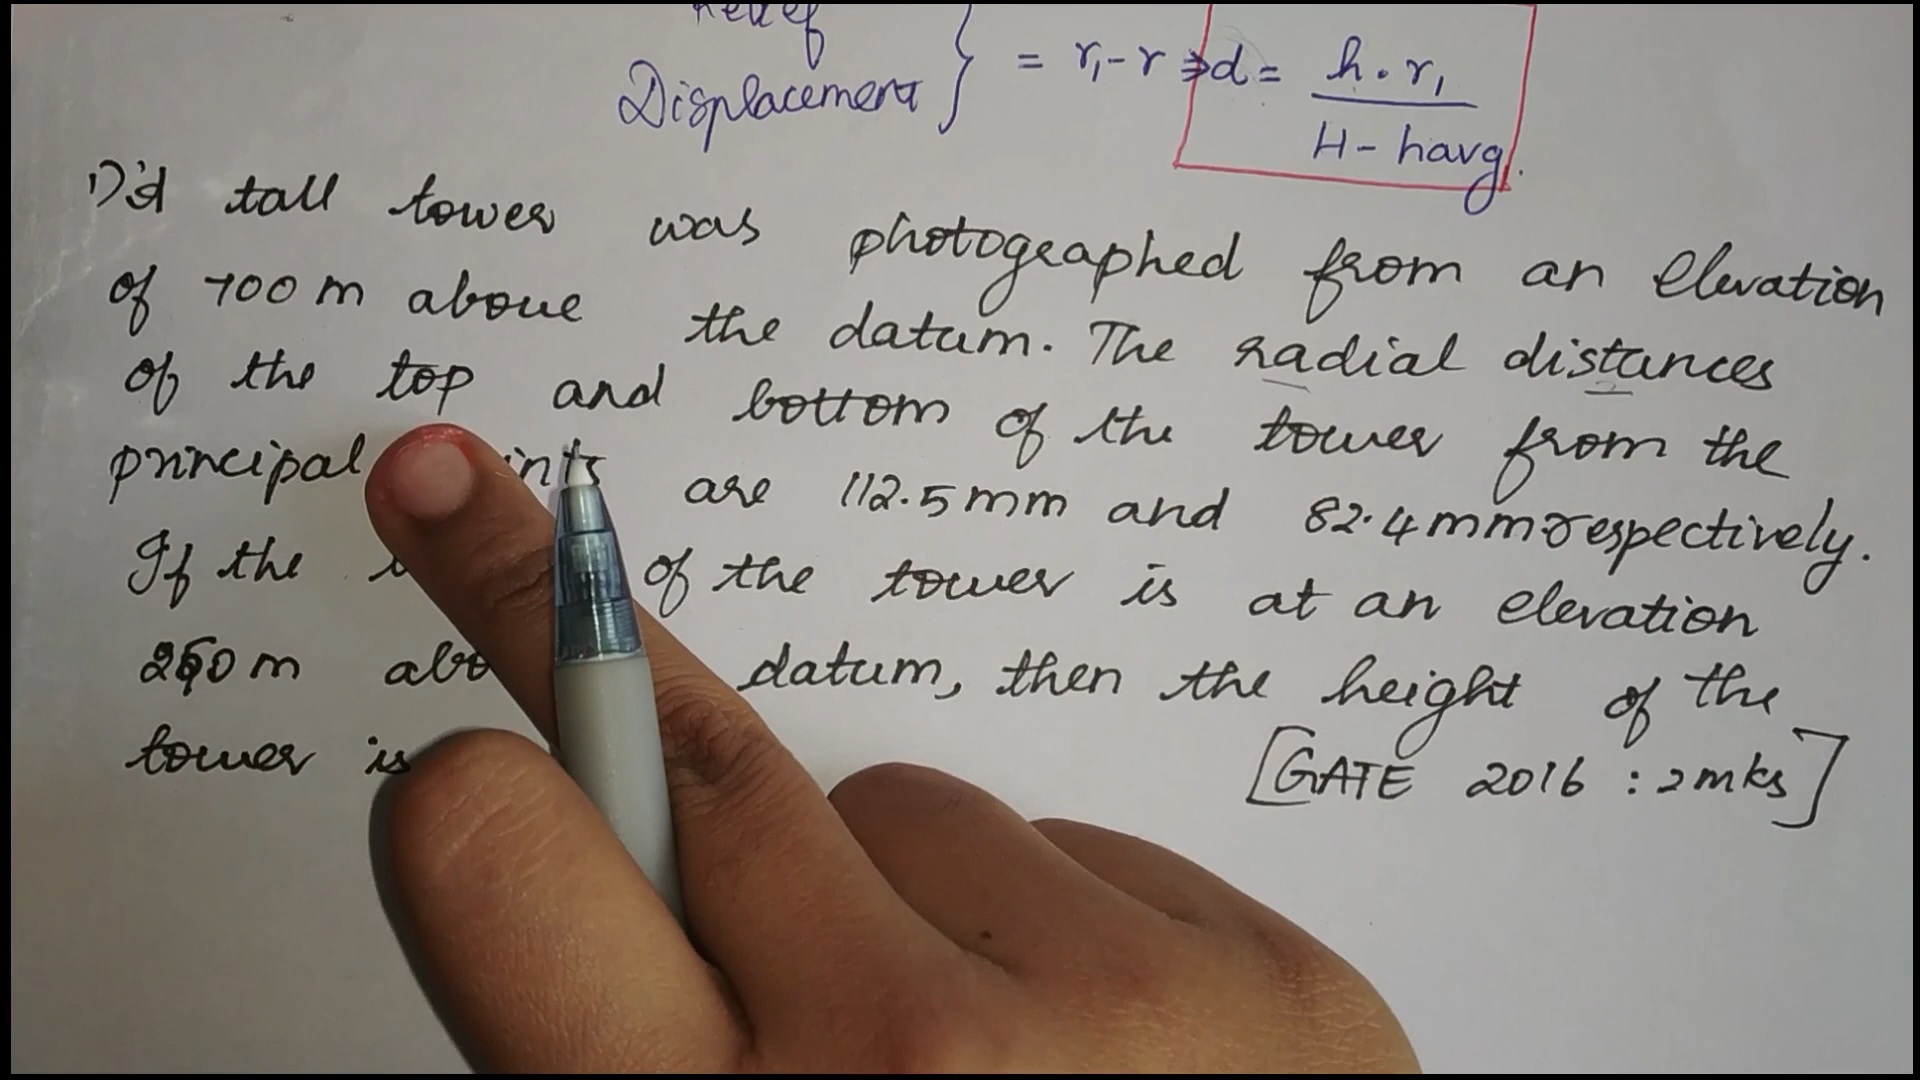 Relief
Displacement } = r₁ - r ⇒ d = h · r₁ / H - havg.
1) A tall tower was photographed from an elevation
of 700 m above the datum. The radial distances
of the top and bottom of the tower from the
principal are 112.5 mm and 82.4 mm respectively.
If the of the tower is at an elevation
250 m datum, then the height of the
tower is
[GATE 2016 : 2 mks]